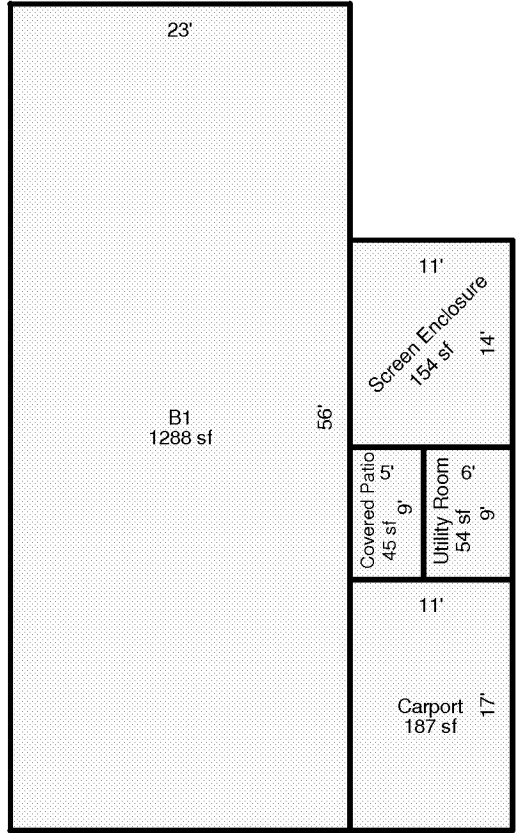 23'
B1
1288 sf
56'
11'
Screen Enclosure
154 sf
14'
Covered Patio
45 sf
5'
9'
Utility Room
54 sf
6'
9'
11'
Carport
187 sf
17'